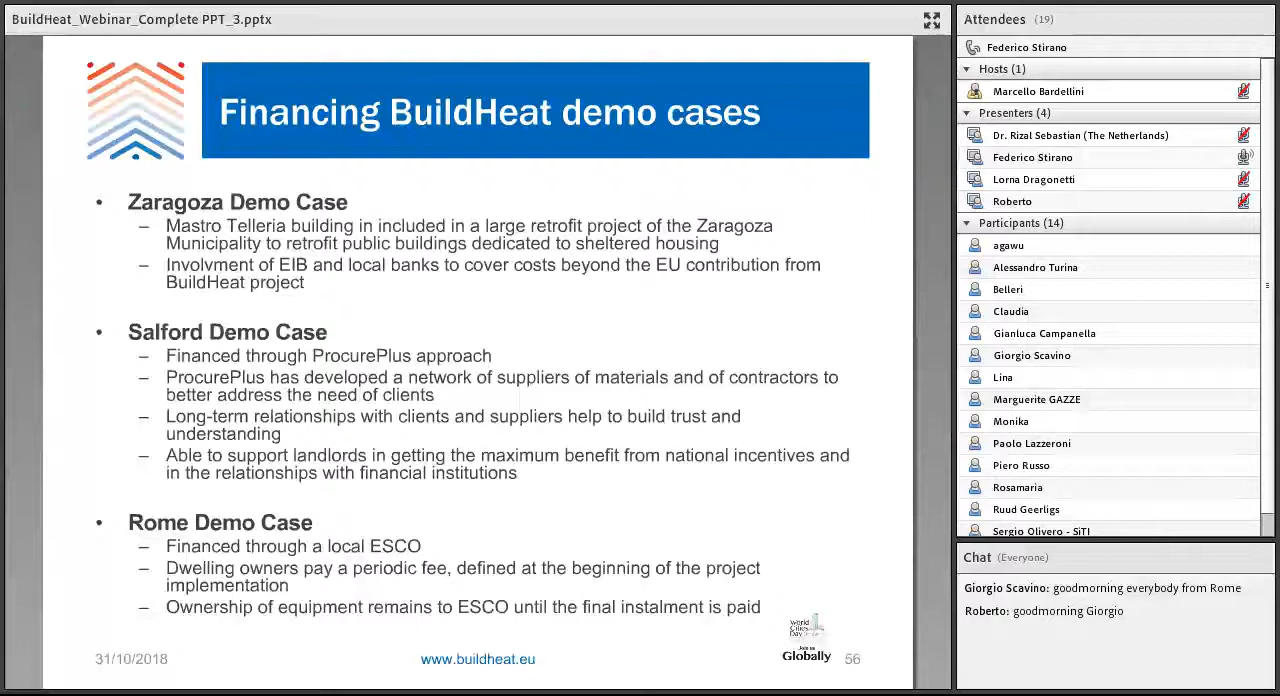 BuildHeat_Webinar_Complete PPT_3.pptx
Financing BuildHeat demo cases
• Zaragoza Demo Case
– Mastro Telleria building in included in a large retrofit project of the Zaragoza
Municipality to retrofit public buildings dedicated to sheltered housing
– Involvment of EIB and local banks to cover costs beyond the EU contribution from
BuildHeat project
• Salford Demo Case
– Financed through ProcurePlus approach
– ProcurePlus has developed a network of suppliers of materials and of contractors to
better address the need of clients
– Long-term relationships with clients and suppliers help to build trust and
understanding
– Able to support landlords in getting the maximum benefit from national incentives and
in the relationships with financial institutions
• Rome Demo Case
– Financed through a local ESCO
– Dwelling owners pay a periodic fee, defined at the beginning of the project
implementation
– Ownership of equipment remains to ESCO until the final instalment is paid
World
Cities
Day
Globally
31/10/2018
www.buildheat.eu
56
Attendees (19)
Federico Stirano
Hosts (1)
Marcello Bardellini
Presenters (4)
Dr. Rizal Sebastian (The Netherlands)
Federico Stirano
Lorna Dragonetti
Roberto
Participants (14)
agawu
Alessandro Turina
Belleri
Claudia
Gianluca Campanella
Giorgio Scavino
Lina
Marguerite GAZZE
Monika
Paolo Lazzeroni
Piero Russo
Rosamaria
Ruud Geerligs
Sergio Olivero - SiTI
Chat (Everyone)
Giorgio Scavino: goodmorning everybody from Rome
Roberto: goodmorning Giorgio